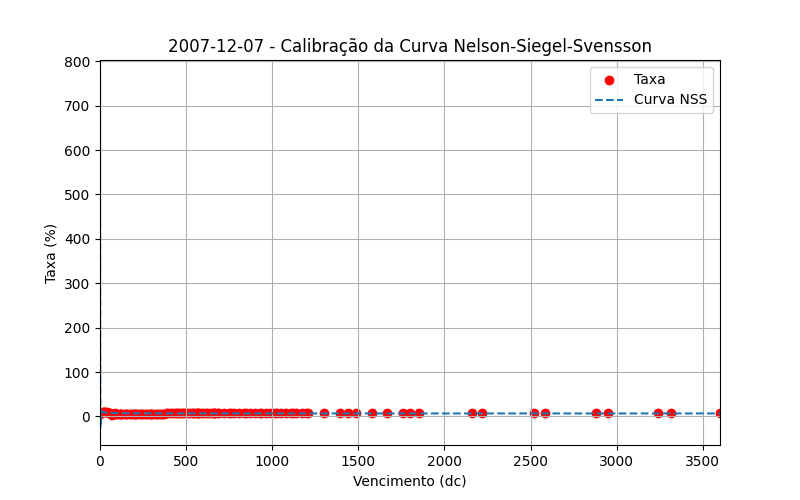 2007-12-07 - Calibração da Curva Nelson-Siegel-Svensson
Taxa
Curva NSS
Taxa (%)
800
700
600
500
400
300
200
100
0
0 500 1000 1500 2000 2500 3000 3500
Vencimento (dc)